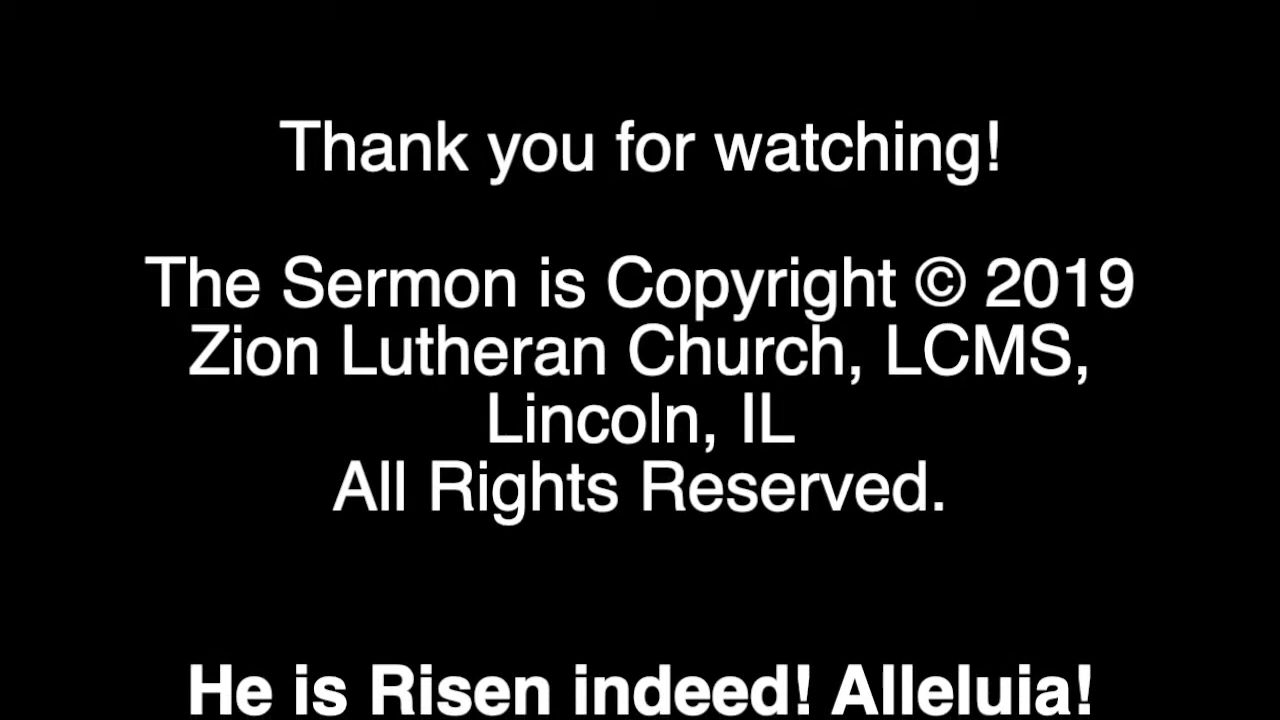 Thank you for watching!
The Sermon is Copyright © 2019
Zion Lutheran Church, LCMS,
Lincoln, IL
All Rights Reserved.
He is Risen indeed! Alleluia!